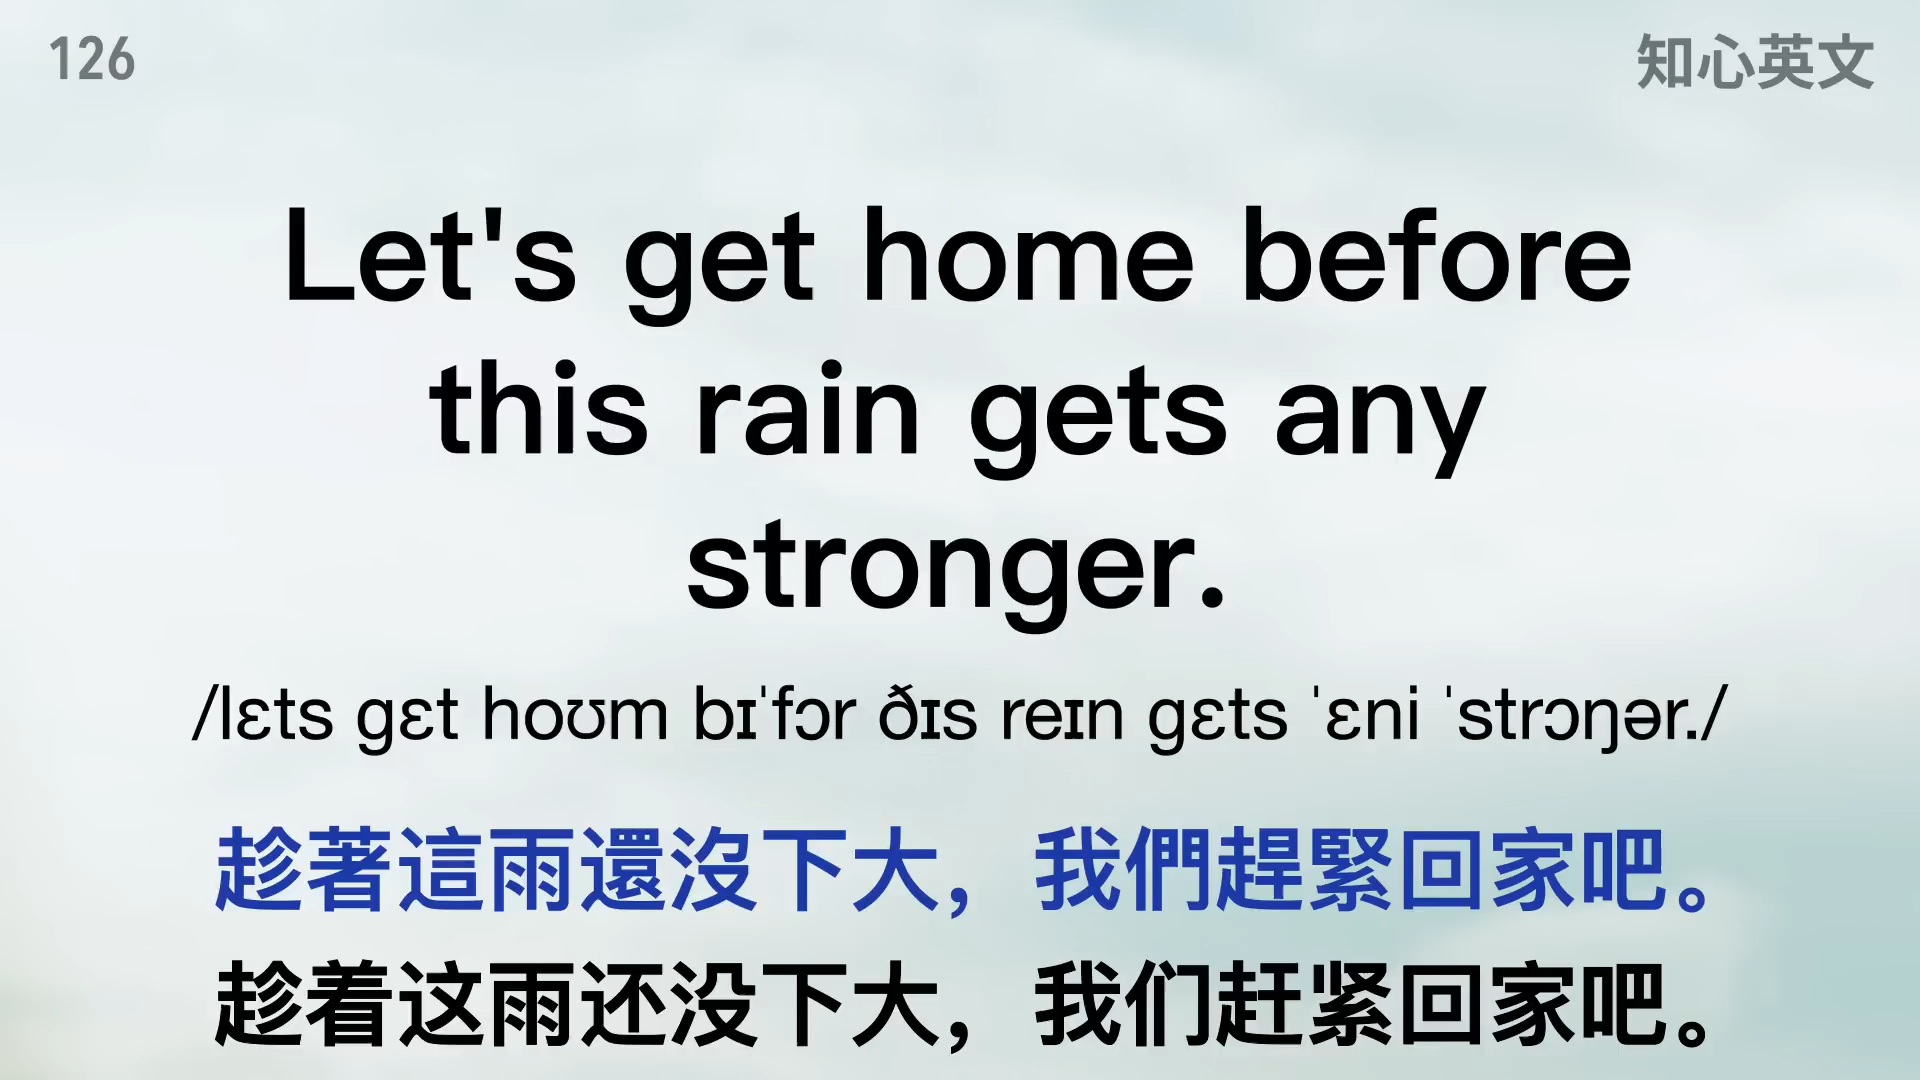 126
知心英文
Let's get home before
this rain gets any
stronger.
/lɛts gɛt hoʊm bɪˈfɔr ðɪs reɪn gɛts ˈɛni ˈstrɔŋər./
趁著這雨還沒下大，我們趕緊回家吧。
趁着这雨还没下大，我们赶紧回家吧。